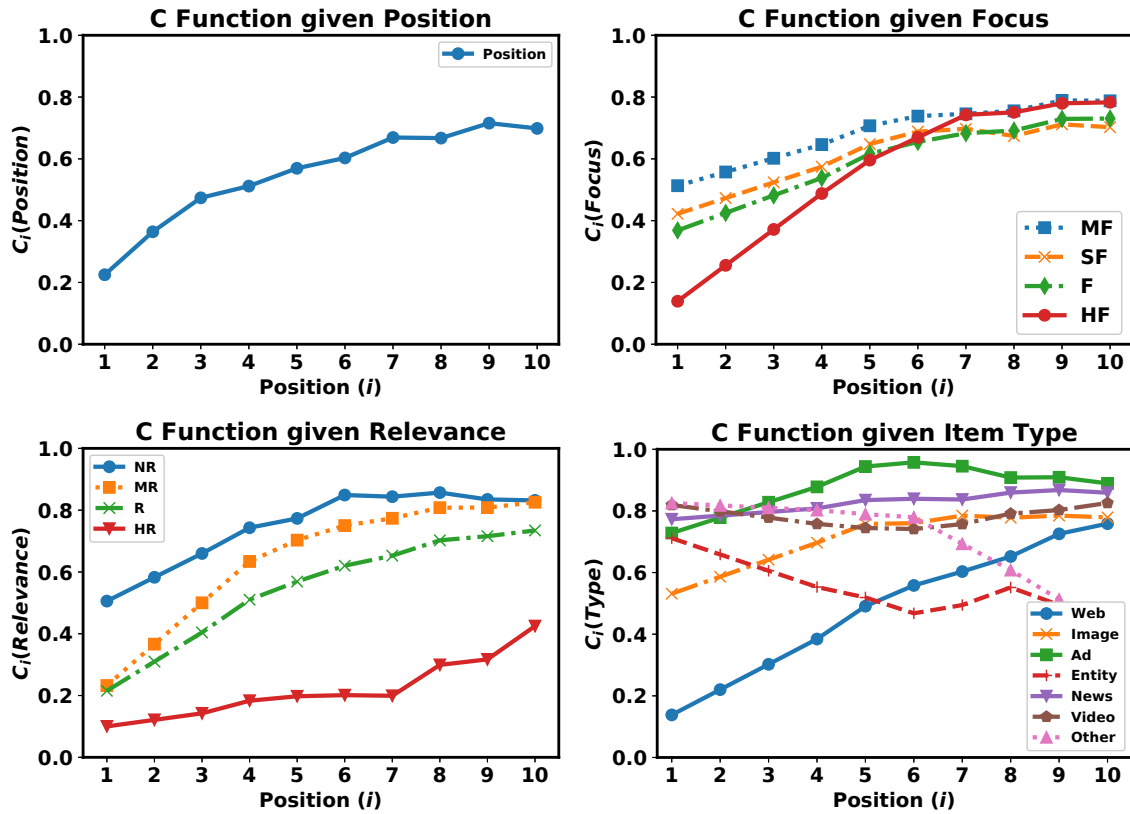 C Function given Position
1.0
0.8
0.6
0.4
0.2
0.0
C_i(Position)
Position
1 2 3 4 5 6 7 8 9 10
Position (i)
C Function given Focus
1.0
0.8
0.6
0.4
0.2
0.0
C_i(Focus)
MF
SF
F
HF
1 2 3 4 5 6 7 8 9 10
Position (i)
C Function given Relevance
1.0
0.8
0.6
0.4
0.2
0.0
C_i(Relevance)
NR
MR
R
HR
1 2 3 4 5 6 7 8 9 10
Position (i)
C Function given Item Type
1.0
0.8
0.6
0.4
0.2
0.0
C_i(Type)
Web
Image
Ad
Entity
News
Video
Other
1 2 3 4 5 6 7 8 9 10
Position (i)